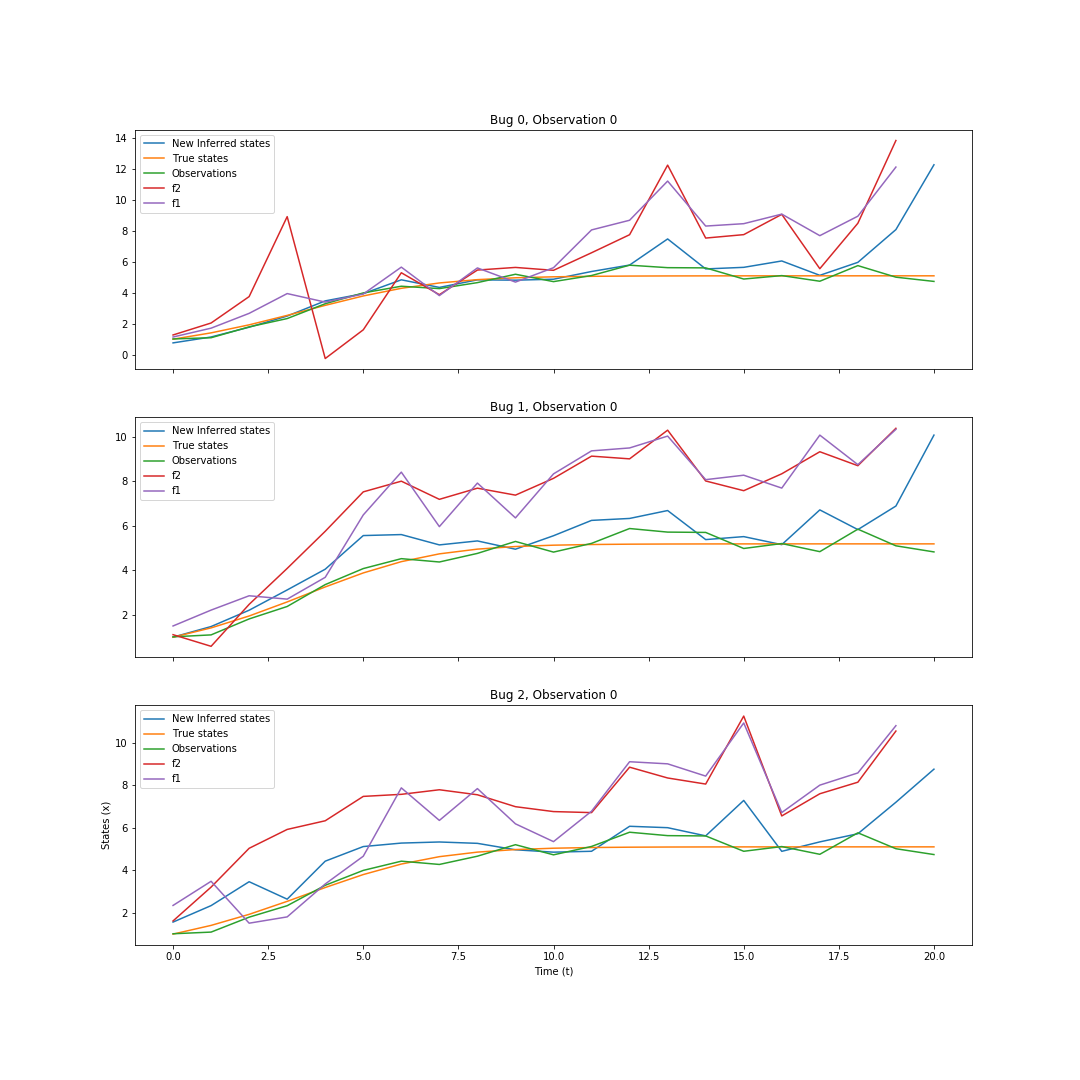 Bug 0, Observation 0
14
12
10
8
6
4
2
0
New Inferred states
True states
Observations
f2
f1
Bug 1, Observation 0
10
8
6
4
2
New Inferred states
True states
Observations
f2
f1
Bug 2, Observation 0
10
8
6
4
2
New Inferred states
True states
Observations
f2
f1
States (x)
0.0 2.5 5.0 7.5 10.0 12.5 15.0 17.5 20.0
Time (t)